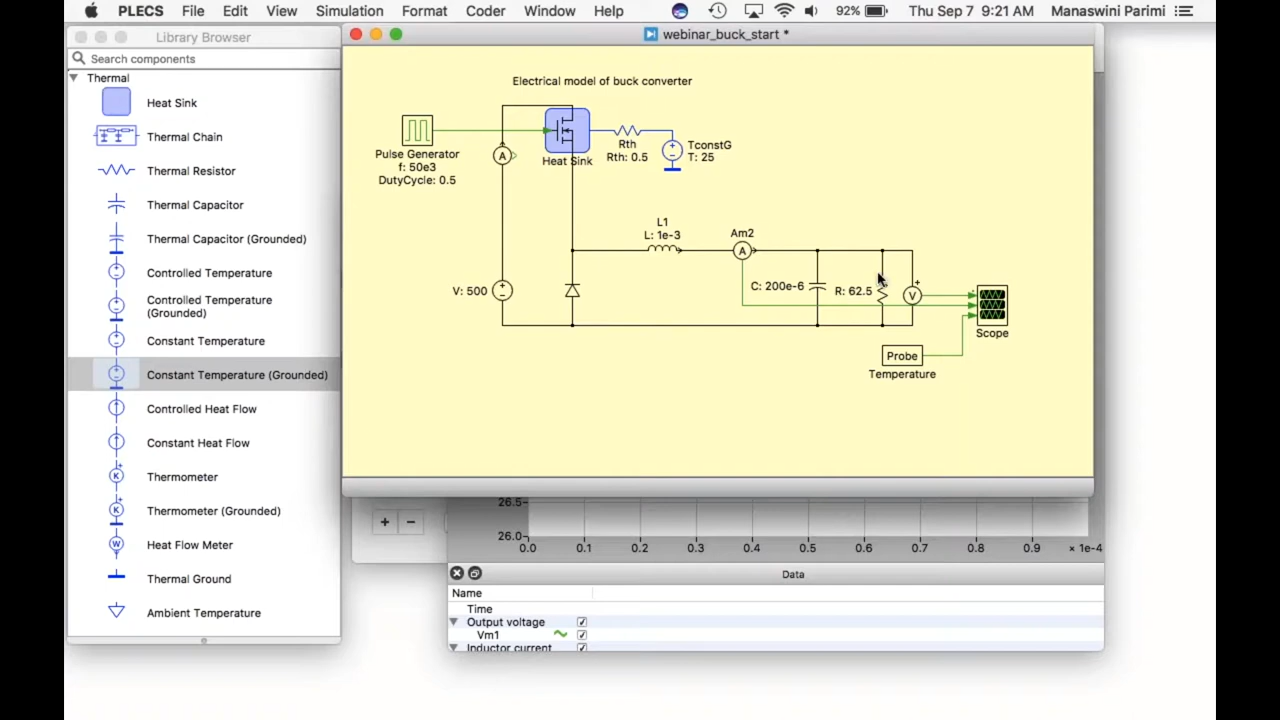 PLECS File Edit View Simulation Format Coder Window Help 92% Thu Sep 7 9:21 AM Manaswini Parimi
Library Browser
Search components
Thermal
Heat Sink
Thermal Chain
Thermal Resistor
Thermal Capacitor
Thermal Capacitor (Grounded)
Controlled Temperature
Controlled Temperature
(Grounded)
Constant Temperature
Constant Temperature (Grounded)
Controlled Heat Flow
Constant Heat Flow
Thermometer
Thermometer (Grounded)
Heat Flow Meter
Thermal Ground
Ambient Temperature
webinar_buck_start *
Electrical model of buck converter
Pulse Generator
f: 50e3
DutyCycle: 0.5
A
Heat Sink
Rth
Rth: 0.5
TconstG
T: 25
L1
L: 1e-3
Am2
A
V: 500
C: 200e-6
R: 62.5
V
Scope
Probe
Temperature
26.5
26.0
0.0 0.1 0.2 0.3 0.4 0.5 0.6 0.7 0.8 0.9 × 1e-4
Data
Name
Time
Output voltage
Vm1
Inductor current